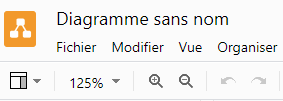 Diagramme sans nom
Fichier Modifier Vue Organiser
125%